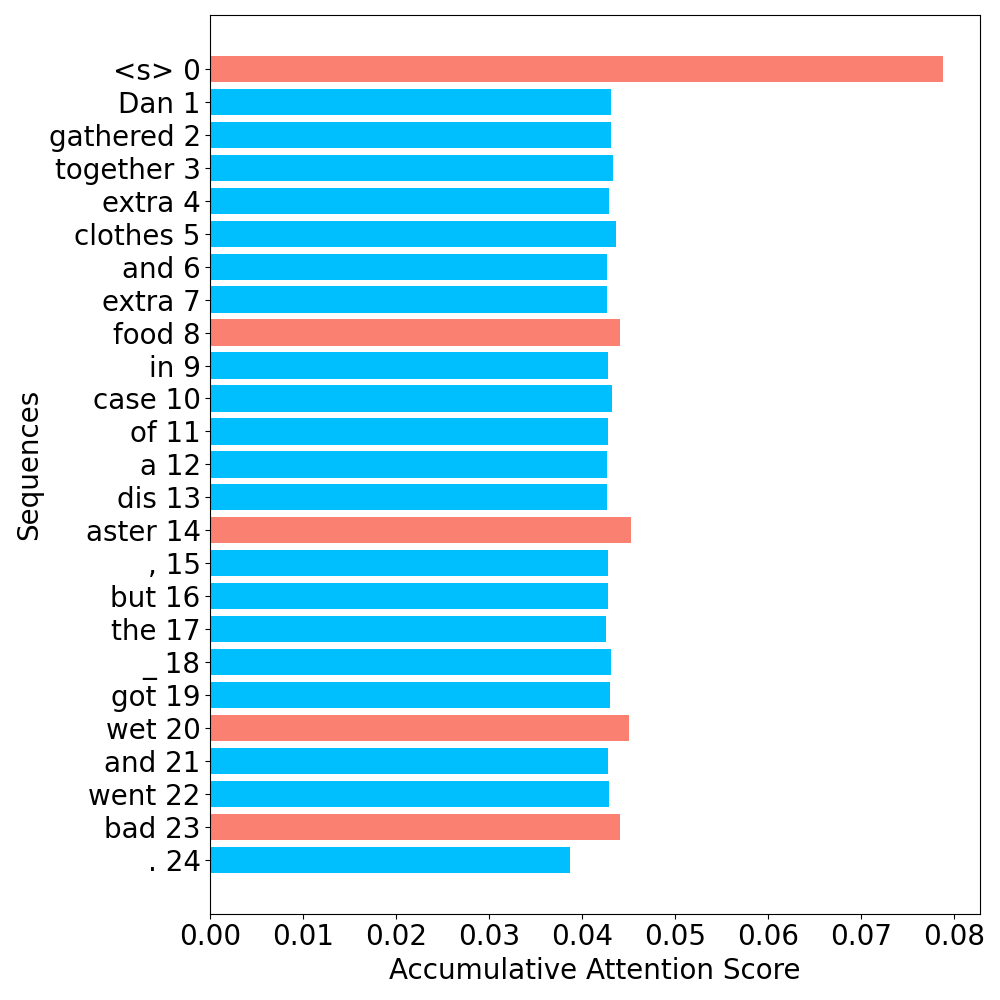 <s> 0
Dan 1
gathered 2
together 3
extra 4
clothes 5
and 6
extra 7
food 8
in 9
case 10
of 11
a 12
dis 13
aster 14
, 15
but 16
the 17
_ 18
got 19
wet 20
and 21
went 22
bad 23
. 24
Sequences
0.00 0.01 0.02 0.03 0.04 0.05 0.06 0.07 0.08
Accumulative Attention Score